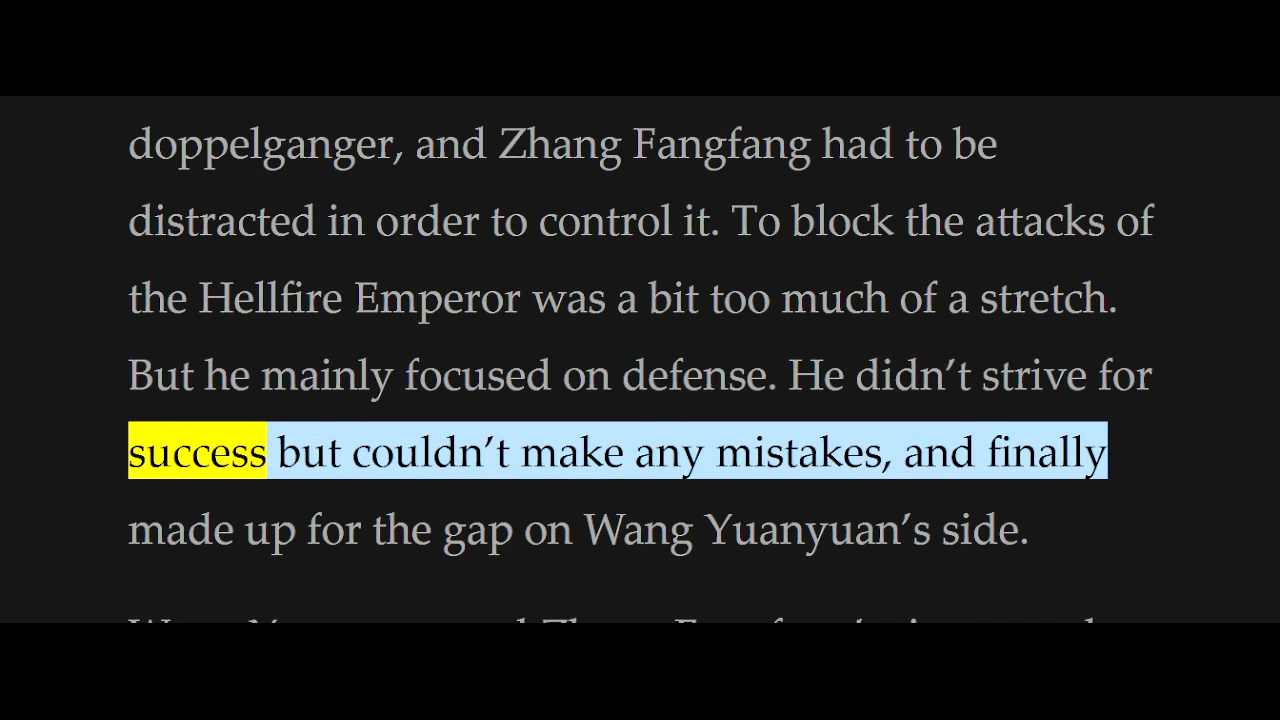 doppelganger, and Zhang Fangfang had to be
distracted in order to control it. To block the attacks of
the Hellfire Emperor was a bit too much of a stretch.
But he mainly focused on defense. He didn’t strive for
success but couldn’t make any mistakes, and finally
made up for the gap on Wang Yuanyuan’s side.